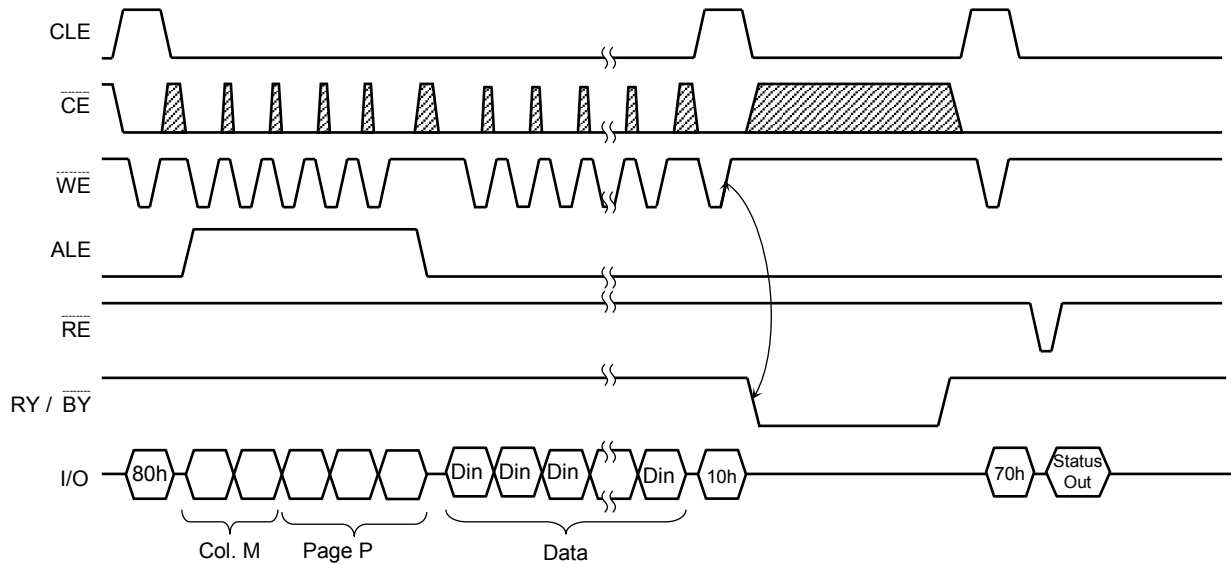 CLE
CE
WE
ALE
RE
RY / BY
I/O
80h
Din
Din
Din
Din
10h
70h
Status
Out
Col. M
Page P
Data